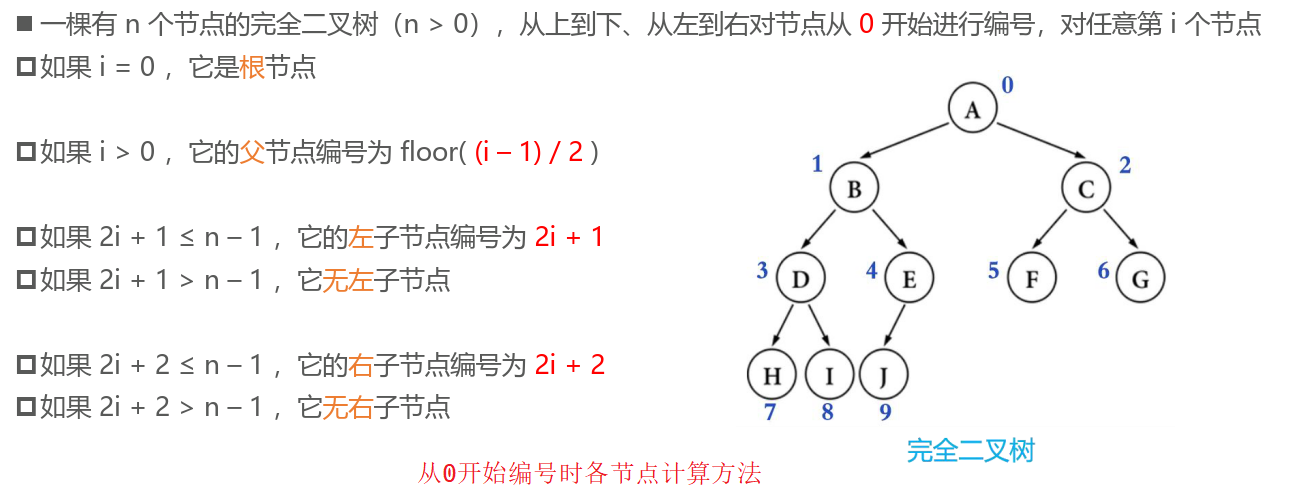 ■ 一棵有 n 个节点的完全二叉树（n > 0），从上到下、从左到右对节点从 0 开始进行编号，对任意第 i 个节点
如果 i = 0 ，它是根节点
如果 i > 0 ，它的父节点编号为 floor( (i – 1) / 2 )
如果 2i + 1 ≤ n – 1 ，它的左子节点编号为 2i + 1
如果 2i + 1 > n – 1 ，它无左子节点
如果 2i + 2 ≤ n – 1 ，它的右子节点编号为 2i + 2
如果 2i + 2 > n – 1 ，它无右子节点
0
A
1 2
B C
3 4 5 6
D E F G
H I J
7 8 9
完全二叉树
从0开始编号时各节点计算方法